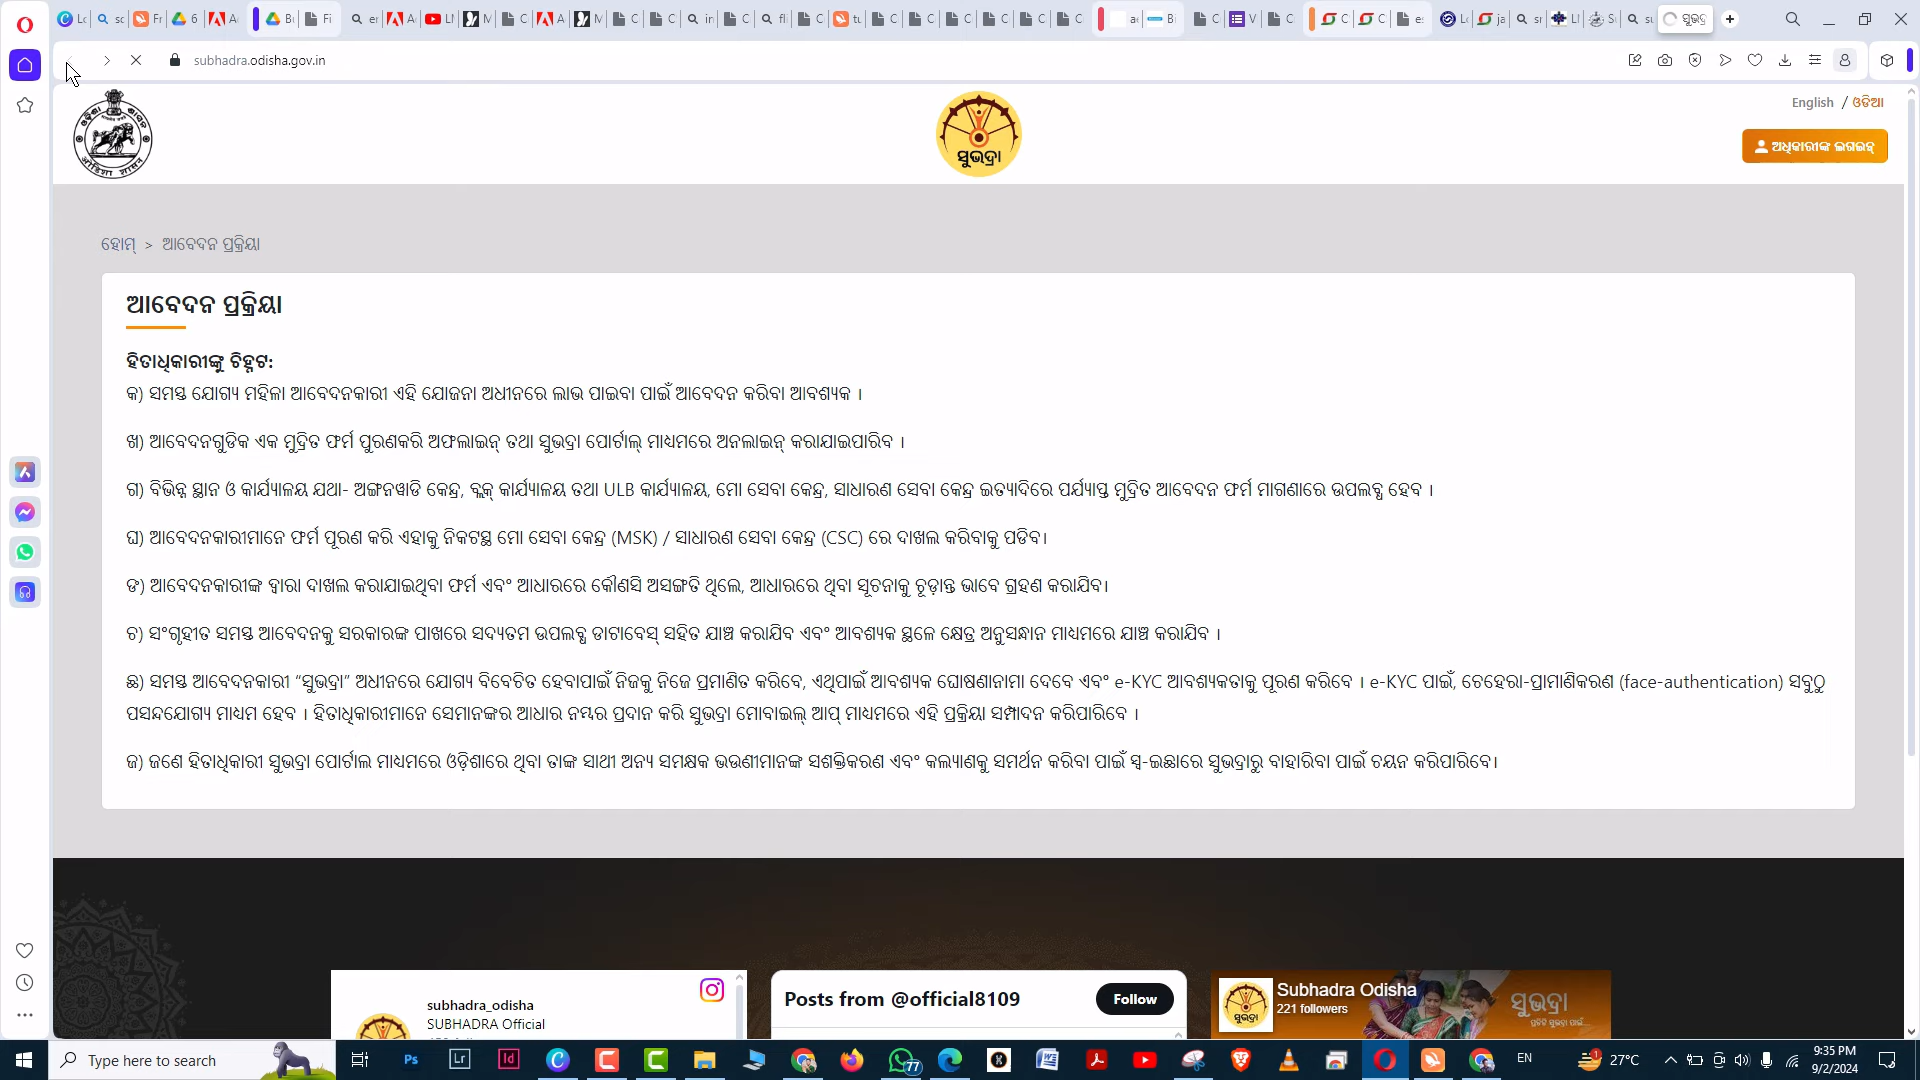 subhadra.odisha.gov.in
English / ଓଡିଆ
ସୁଭଦ୍ରା
ଅଧିକାରୀଙ୍କ ଲଗଇନ୍
ହୋମ୍ > ଆବେଦନ ପ୍ରକ୍ରିୟା
ଆବେଦନ ପ୍ରକ୍ରିୟା
ହିତାଧିକାରୀଙ୍କୁ ଚିହ୍ନଟ:
କ) ସମସ୍ତ ଯୋଗ୍ୟ ମହିଳା ଆବେଦନକାରୀ ଏହି ଯୋଜନା ଅଧୀନରେ ଲାଭ ପାଇବା ପାଇଁ ଆବେଦନ କରିବା ଆବଶ୍ୟକ ।
ଖ) ଆବେଦନଗୁଡିକ ଏକ ମୁଦ୍ରିତ ଫର୍ମ ପୁରଣକରି ଅଫଲାଇନ୍ ତଥା ସୁଭଦ୍ରା ପୋର୍ଟାଲ୍ ମାଧ୍ୟମରେ ଅନଲାଇନ୍ କରାଯାଇପାରିବ ।
ଗ) ବିଭିନ୍ନ ସ୍ଥାନ ଓ କାର୍ଯ୍ୟାଳୟ ଯଥା- ଅଙ୍ଗନୱାଡି କେନ୍ଦ୍ର, ବ୍ଲକ୍ କାର୍ଯ୍ୟାଳୟ ତଥା ULB କାର୍ଯ୍ୟାଳୟ, ମୋ ସେବା କେନ୍ଦ୍ର, ସାଧାରଣ ସେବା କେନ୍ଦ୍ର ଇତ୍ୟାଦିରେ ପର୍ଯ୍ୟାପ୍ତ ମୁଦ୍ରିତ ଆବେଦନ ଫର୍ମ ମାଗଣାରେ ଉପଲବ୍ଧ ହେବ ।
ଘ) ଆବେଦନକାରୀମାନେ ଫର୍ମ ପୂରଣ କରି ଏହାକୁ ନିକଟସ୍ଥ ମୋ ସେବା କେନ୍ଦ୍ର (MSK) / ସାଧାରଣ ସେବା କେନ୍ଦ୍ର (CSC) ରେ ଦାଖଲ କରିବାକୁ ପଡିବ।
ଙ) ଆବେଦନକାରୀଙ୍କ ଦ୍ୱାରା ଦାଖଲ କରାଯାଇଥିବା ଫର୍ମ ଏବଂ ଆଧାରରେ କୌଣସି ଅସଙ୍ଗତି ଥିଲେ, ଆଧାରରେ ଥିବା ସୂଚନାକୁ ଚୂଡ଼ାନ୍ତ ଭାବେ ଗ୍ରହଣ କରାଯିବ।
ଚ) ସଂଗୃହୀତ ସମସ୍ତ ଆବେଦନକୁ ସରକାରଙ୍କ ପାଖରେ ସଦ୍ୟତମ ଉପଲବ୍ଧ ଡାଟାବେସ୍ ସହିତ ଯାଞ୍ଚ କରାଯିବ ଏବଂ ଆବଶ୍ୟକ ସ୍ଥଳେ କ୍ଷେତ୍ର ଅନୁସନ୍ଧାନ ମାଧ୍ୟମରେ ଯାଞ୍ଚ କରାଯିବ ।
ଛ) ସମସ୍ତ ଆବେଦନକାରୀ “ସୁଭଦ୍ରା” ଅଧୀନରେ ଯୋଗ୍ୟ ବିବେଚିତ ହେବାପାଇଁ ନିଜକୁ ନିଜେ ପ୍ରମାଣିତ କରିବେ, ଏଥିପାଇଁ ଆବଶ୍ୟକ ଘୋଷଣାନାମା ଦେବେ ଏବଂ e-KYC ଆବଶ୍ୟକତାକୁ ପୂରଣ କରିବେ । e-KYC ପାଇଁ, ଚେହେରା-ପ୍ରାମାଣିକରଣ (face-authentication) ସବୁଠୁ
ପସନ୍ଦଯୋଗ୍ୟ ମାଧ୍ୟମ ହେବ । ହିତାଧିକାରୀମାନେ ସେମାନଙ୍କର ଆଧାର ନମ୍ବର ପ୍ରଦାନ କରି ସୁଭଦ୍ରା ମୋବାଇଲ୍ ଆପ୍ ମାଧ୍ୟମରେ ଏହି ପ୍ରକ୍ରିୟା ସମ୍ପାଦନ କରିପାରିବେ ।
ଜ) ଜଣେ ହିତାଧିକାରୀ ସୁଭଦ୍ରା ପୋର୍ଟାଲ ମାଧ୍ୟମରେ ଓଡ଼ିଶାରେ ଥିବା ତାଙ୍କ ସାଥୀ ଅନ୍ୟ ସମକକ୍ଷ ଭଉଣୀମାନଙ୍କ ସଶକ୍ତିକରଣ ଏବଂ କଲ୍ୟାଣକୁ ସମର୍ଥନ କରିବା ପାଇଁ ସ୍ୱ-ଇଛାରେ ସୁଭଦ୍ରାରୁ ବାହାରିବା ପାଇଁ ଚୟନ କରିପାରିବେ।
subhadra_odisha
SUBHADRA Official
Posts from @official8109
Follow
Subhadra Odisha
221 followers
ସୁଭଦ୍ରା
Type here to search
77
EN
27°C
9:35 PM
9/2/2024